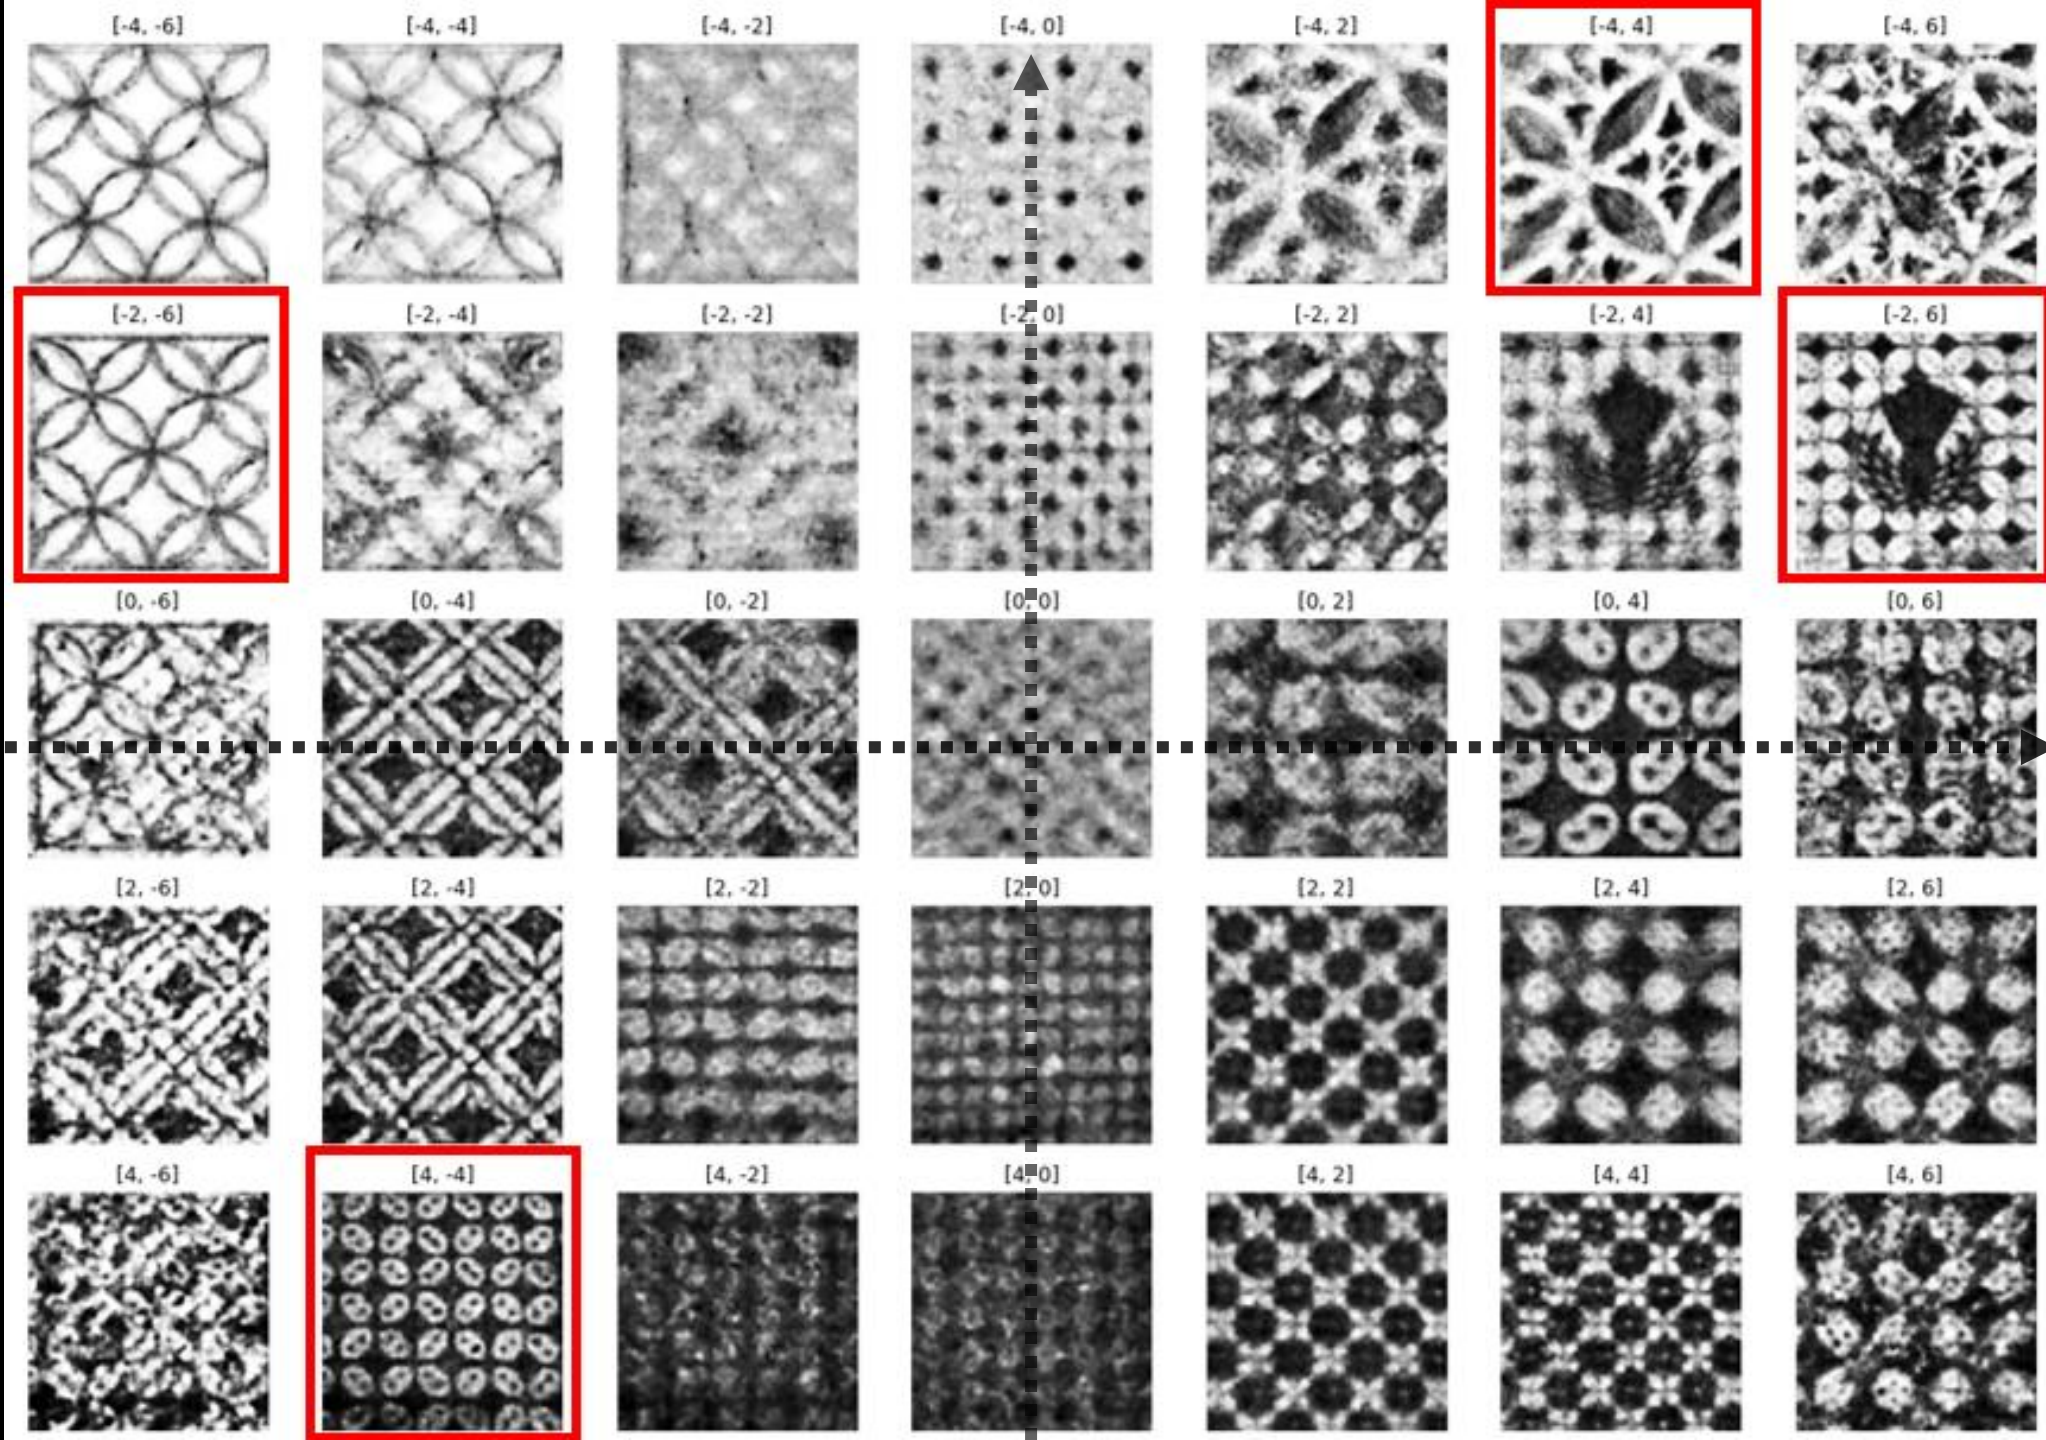 [-4, -6] [-4, -4] [-4, -2] [-4, 0] [-4, 2] [-4, 4] [-4, 6]
[-2, -6] [-2, -4] [-2, -2] [-2, 0] [-2, 2] [-2, 4] [-2, 6]
[0, -6] [0, -4] [0, -2] [0, 0] [0, 2] [0, 4] [0, 6]
[2, -6] [2, -4] [2, -2] [2, 0] [2, 2] [2, 4] [2, 6]
[4, -6] [4, -4] [4, -2] [4, 0] [4, 2] [4, 4] [4, 6]